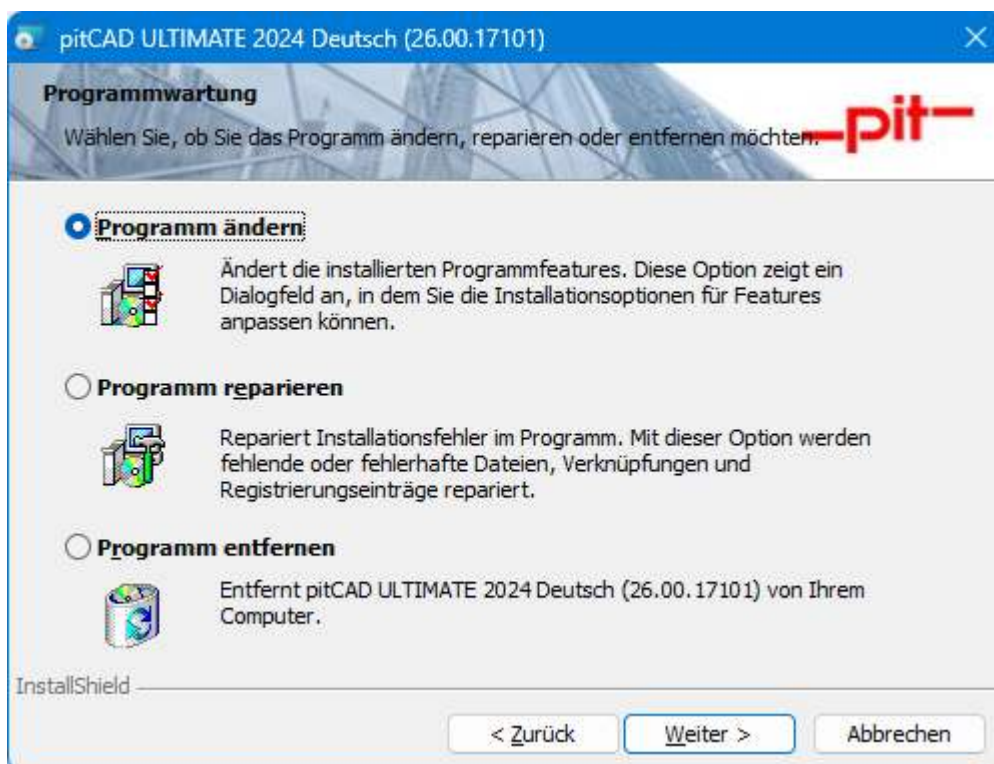 pitCAD ULTIMATE 2024 Deutsch (26.00.17101)
Programmwartung
Wählen Sie, ob Sie das Programm ändern, reparieren oder entfernen möchten.
pit
Programm ändern
Ändert die installierten Programmfeatures. Diese Option zeigt ein
Dialogfeld an, in dem Sie die Installationsoptionen für Features
anpassen können.
Programm reparieren
Repariert Installationsfehler im Programm. Mit dieser Option werden
fehlende oder fehlerhafte Dateien, Verknüpfungen und
Registrierungseinträge repariert.
Programm entfernen
Entfernt pitCAD ULTIMATE 2024 Deutsch (26.00.17101) von Ihrem
Computer.
InstallShield
< Zurück Weiter > Abbrechen